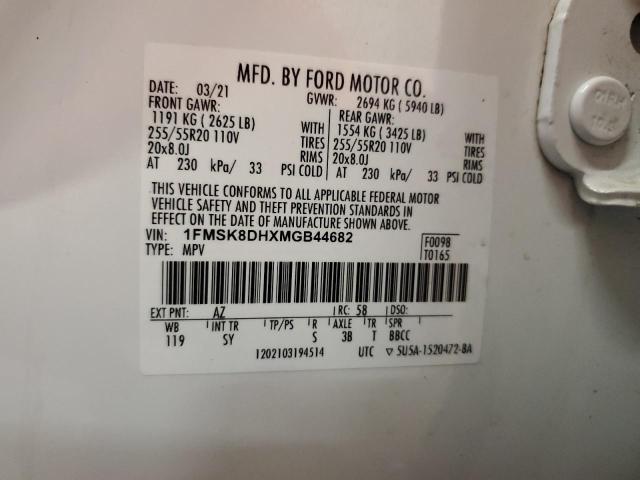 MFD. BY FORD MOTOR CO.
DATE: 03/21 GVWR: 2694 KG ( 5940 LB)
FRONT GAWR: REAR GAWR:
1191 KG ( 2625 LB) WITH 1554 KG ( 3425 LB) WITH
255/55R20 110V TIRES 255/55R20 110V TIRES
20x8.0J RIMS 20x8.0J RIMS
AT 230 kPa/ 33 PSI COLD AT 230 kPa/ 33 PSI COLD
THIS VEHICLE CONFORMS TO ALL APPLICABLE FEDERAL MOTOR
VEHICLE SAFETY AND THEFT PREVENTION STANDARDS IN
EFFECT ON THE DATE OF MANUFACTURE SHOWN ABOVE.
VIN: 1FMSK8DHXMGB44682 F0098
TYPE: MPV T0165
EXT PNT: AZ RC: 58 DSO:
WB INT TR TP/PS R AXLE TR SPR
119 SY S 3B T BBCC
1202103194514 UTC ▽ 5U5A-1520472-BA